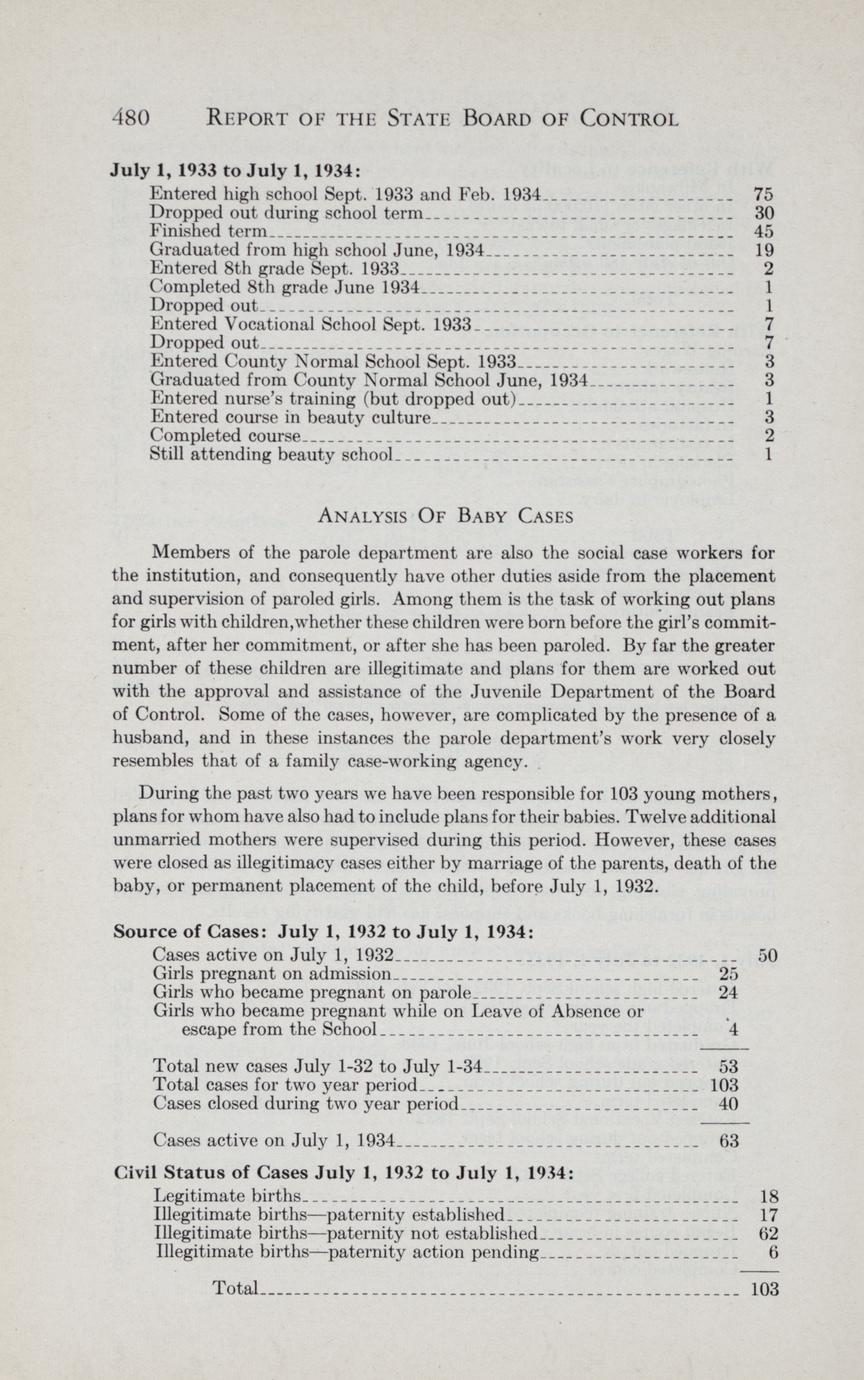 480 REPORT OF THE STATE BOARD OF CONTROL
July 1, 1933 to July 1, 1934:
Entered high school Sept. 1933 and Feb. 1934 75
Dropped out during school term 30
Finished term 45
Graduated from high school June, 1934 19
Entered 8th grade Sept. 1933 2
Completed 8th grade June 1934 1
Dropped out 1
Entered Vocational School Sept. 1933 7
Dropped out 7
Entered County Normal School Sept. 1933 3
Graduated from County Normal School June, 1934 3
Entered nurse's training (but dropped out) 1
Entered course in beauty culture 3
Completed course 2
Still attending beauty school 1
ANALYSIS OF BABY CASES
Members of the parole department are also the social case workers for
the institution, and consequently have other duties aside from the placement
and supervision of paroled girls. Among them is the task of working out plans
for girls with children,whether these children were born before the girl's commit-
ment, after her commitment, or after she has been paroled. By far the greater
number of these children are illegitimate and plans for them are worked out
with the approval and assistance of the Juvenile Department of the Board
of Control. Some of the cases, however, are complicated by the presence of a
husband, and in these instances the parole department's work very closely
resembles that of a family case-working agency.
During the past two years we have been responsible for 103 young mothers,
plans for whom have also had to include plans for their babies. Twelve additional
unmarried mothers were supervised during this period. However, these cases
were closed as illegitimacy cases either by marriage of the parents, death of the
baby, or permanent placement of the child, before July 1, 1932.
Source of Cases: July 1, 1932 to July 1, 1934:
Cases active on July 1, 1932 50
Girls pregnant on admission 25
Girls who became pregnant on parole 24
Girls who became pregnant while on Leave of Absence or
escape from the School 4
Total new cases July 1-32 to July 1-34 53
Total cases for two year period 103
Cases closed during two year period 40
Cases active on July 1, 1934 63
Civil Status of Cases July 1, 1932 to July 1, 1934:
Legitimate births 18
Illegitimate births—paternity established 17
Illegitimate births—paternity not established 62
Illegitimate births—paternity action pending 6
Total 103